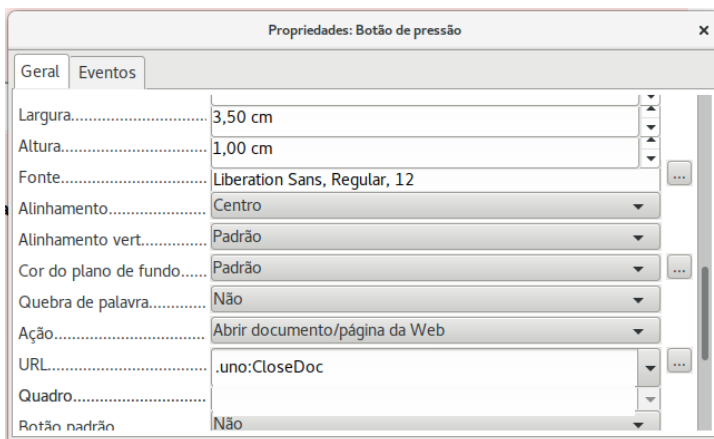 Propriedades: Botão de pressão
Geral Eventos
Largura 3,50 cm
Altura 1,00 cm
Fonte Liberation Sans, Regular, 12 ...
Alinhamento Centro
Alinhamento vert. Padrão
Cor do plano de fundo Padrão ...
Quebra de palavra Não
Ação Abrir documento/página da Web
URL .uno:CloseDoc ...
Quadro
Botão padrão Não